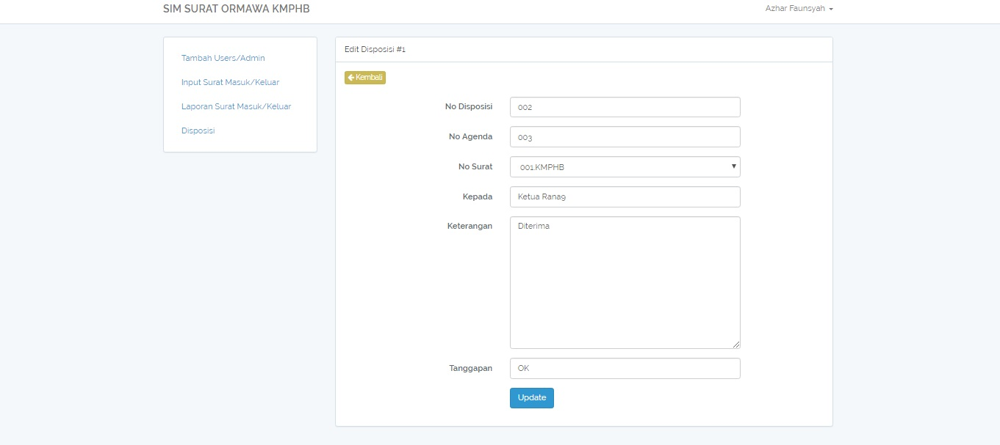 SIM SURAT ORMAWA KMPHB
Azhar Faunsyah
Tambah Users/Admin
Input Surat Masuk/Keluar
Laporan Surat Masuk/Keluar
Disposisi
Edit Disposisi #1
Kembali
No Disposisi 002
No Agenda 003
No Surat 001.KMPHB
Kepada Ketua Rana9
Keterangan Diterima
Tanggapan OK
Update